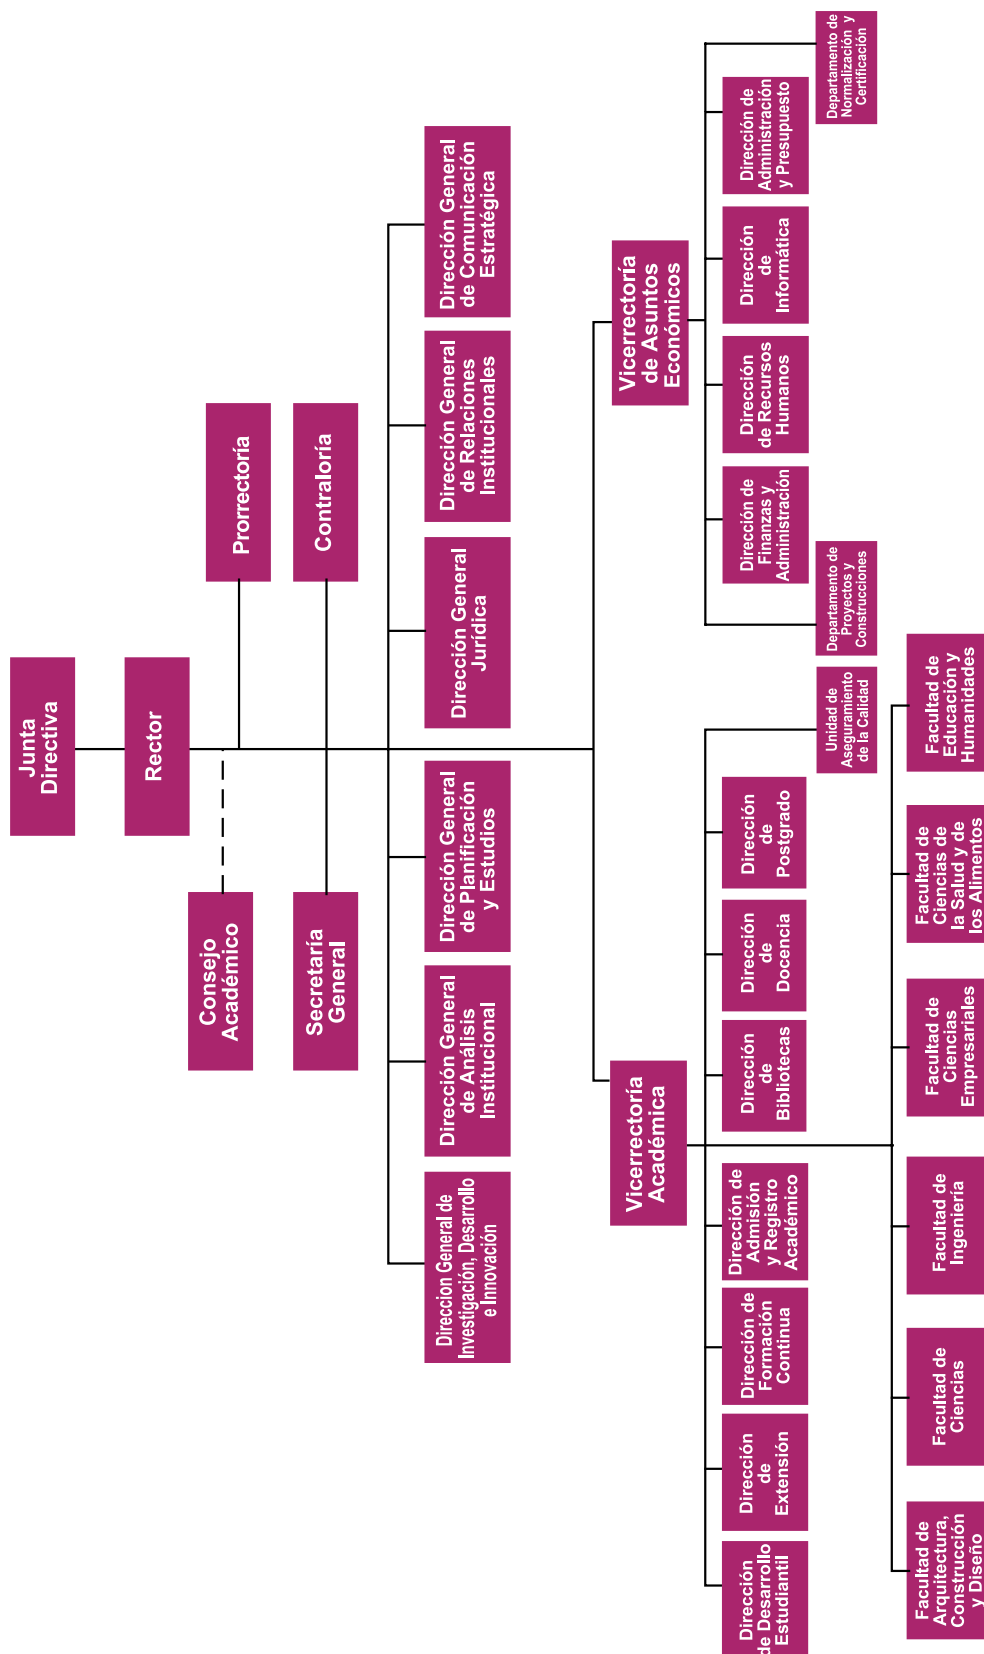 Junta
Directiva
Rector
Consejo
Académico
Prorrectoría
Secretaría
General
Contraloría
Direccion General de
Investigación, Desarrollo
e Innovación
Dirección General
de Análisis
Institucional
Dirección General
de Planificación
y Estudios
Dirección General
Jurídica
Dirección General
de Relaciones
Institucionales
Dirección General
de Comunicación
Estratégica
Vicerrectoría
Académica
Vicerrectoría
de Asuntos
Económicos
Dirección
de Desarrollo
Estudiantil
Dirección
de
Extensión
Dirección de
Formación
Continua
Dirección de
Admisión
y Registro
Académico
Dirección
de
Bibliotecas
Dirección
de
Docencia
Dirección
de
Postgrado
Unidad de
Aseguramiento
de la Calidad
Departamento de
Proyectos y
Construcciones
Dirección de
Finanzas y
Administración
Dirección
de Recursos
Humanos
Dirección
de
Informática
Dirección de
Administración
y Presupuesto
Departamento de
Normalización y
Certificación
Facultad de
Arquitectura,
Construcción
y Diseño
Facultad de
Ciencias
Facultad de
Ingeniería
Facultad de
Ciencias
Empresariales
Facultad de
Ciencias de
la Salud y de
los Alimentos
Facultad de
Educación y
Humanidades